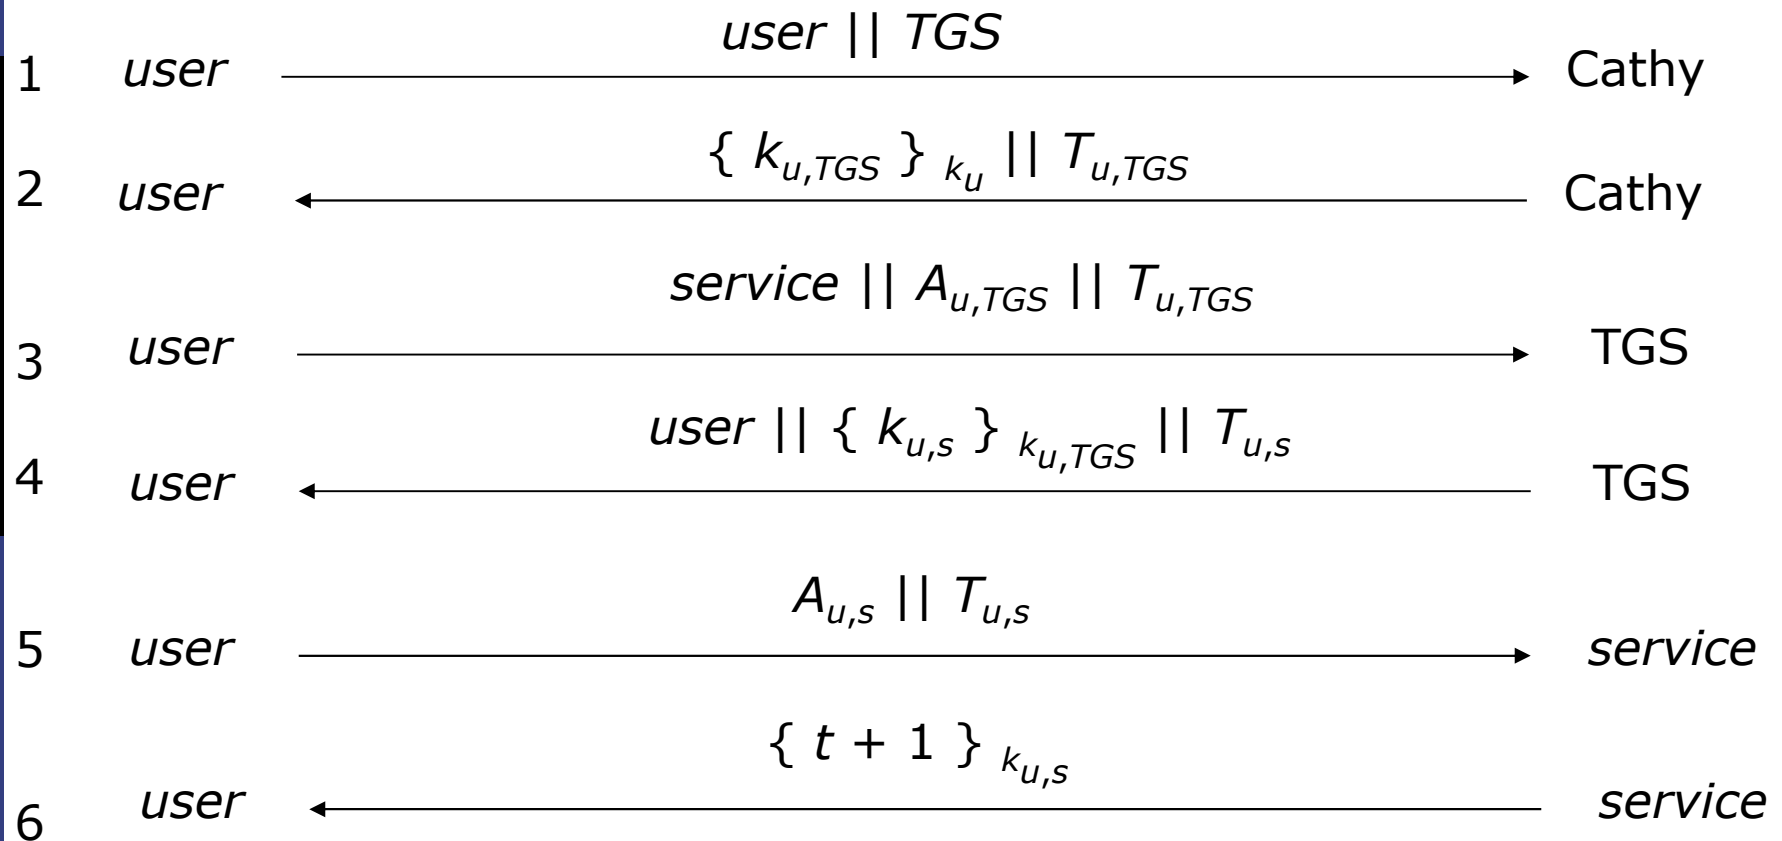 user || TGS
1 user Cathy
{ k_{u,TGS} } _{k_u} || T_{u,TGS}
2 user Cathy
service || A_{u,TGS} || T_{u,TGS}
3 user TGS
user || { k_{u,s} } _{k_{u,TGS}} || T_{u,s}
4 user TGS
A_{u,s} || T_{u,s}
5 user service
{ t + 1 } _{k_{u,s}}
6 user service